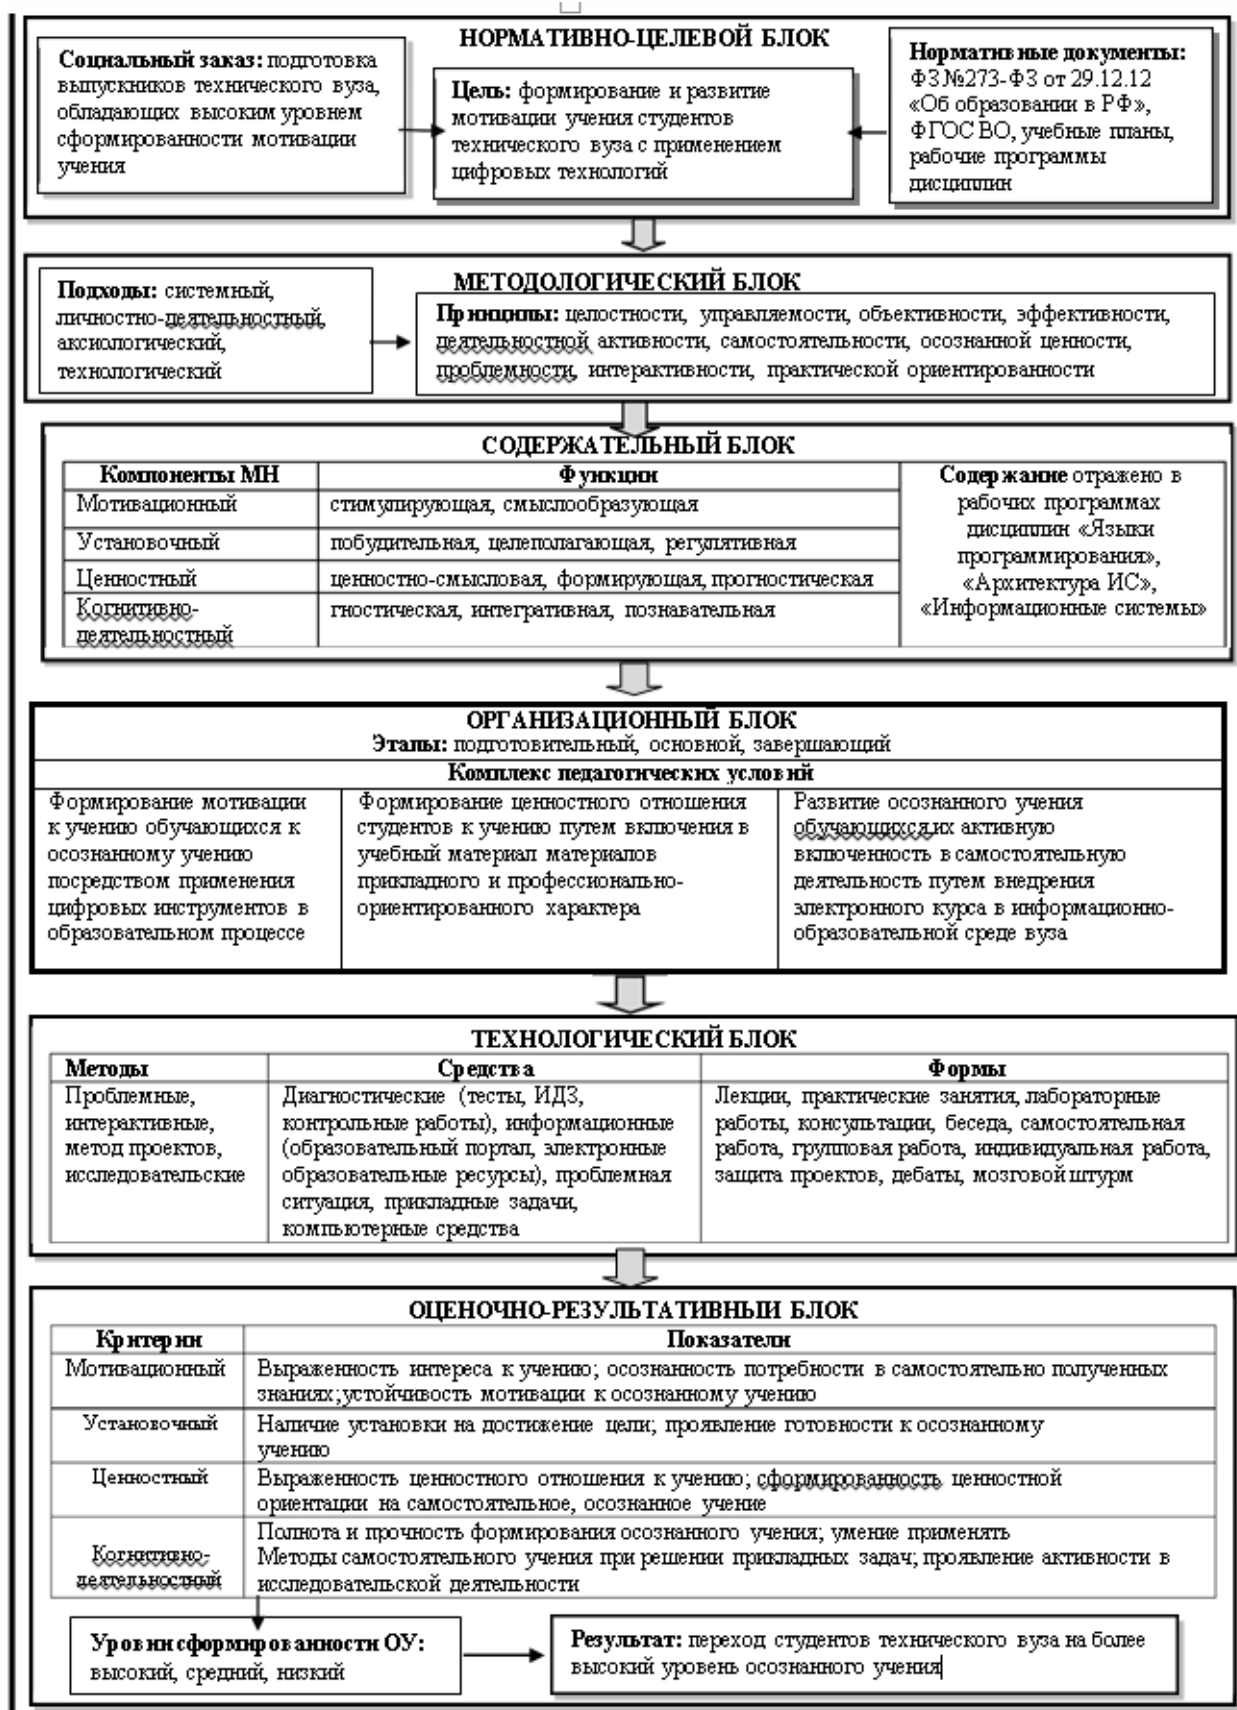 НОРМАТИВНО-ЦЕЛЕВОЙ БЛОК
Социальный заказ: подготовка
выпускников технического вуза,
обладающих высоким уровнем
сформированности мотивации
учения
Цель: формирование и развитие
мотивации учения студентов
технического вуза с применением
цифровых технологий
Нормативные документы:
ФЗ №273-ФЗ от 29.12.12
«Об образовании в РФ»,
ФГОС ВО, учебные планы,
рабочие программы
дисциплин
МЕТОДОЛОГИЧЕСКИЙ БЛОК
Подходы: системный,
личностно-деятельностный,
аксиологический,
технологический
Принципы: целостности, управляемости, объективности, эффективности,
деятельностной активности, самостоятельности, осознанной ценности,
проблемности, интерактивности, практической ориентированности
СОДЕРЖАТЕЛЬНЫЙ БЛОК
Компоненты МН
Функции
Мотивационный
стимулирующая, смыслообразующая
Установочный
побудительная, целеполагающая, регулятивная
Ценностный
ценностно-смысловая, формирующая, прогностическая
Когнитивно-
деятельностный
гностическая, интегративная, познавательная
Содержание отражено в
рабочих программах
дисциплин «Языки
программирования»,
«Архитектура ИС»,
«Информационные системы»
ОРГАНИЗАЦИОННЫЙ БЛОК
Этапы: подготовительный, основной, завершающий
Комплекс педагогических условий
Формирование мотивации
к учению обучающихся к
осознанному учению
посредством применения
цифровых инструментов в
образовательном процессе
Формирование ценностного отношения
студентов к учению путем включения в
учебный материал материалов
прикладного и профессионально-
ориентированного характера
Развитие осознанного учения
обучающихся,их активную
включенность в самостоятельную
деятельность путем внедрения
электронного курса в информационно-
образовательной среде вуза
ТЕХНОЛОГИЧЕСКИЙ БЛОК
Методы
Средства
Формы
Проблемные,
интерактивные,
метод проектов,
исследовательские
Диагностические (тесты, ИДЗ,
контрольные работы), информационные
(образовательный портал, электронные
образовательные ресурсы), проблемная
ситуация, прикладные задачи,
компьютерные средства
Лекции, практические занятия, лабораторные
работы, консультации, беседа, самостоятельная
работа, групповая работа, индивидуальная работа,
защита проектов, дебаты, мозговой штурм
ОЦЕНОЧНО-РЕЗУЛЬТАТИВНЫЙ БЛОК
Критерии
Показатели
Мотивационный
Выраженность интереса к учению; осознанность потребности в самостоятельно полученных
знаниях;устойчивость мотивации к осознанному учению
Установочный
Наличие установки на достижение цели; проявление готовности к осознанному
учению
Ценностный
Выраженность ценностного отношения к учению; сформированность ценностной
ориентации на самостоятельное, осознанное учение
Когнитивно-
деятельностный
Полнота и прочность формирования осознанного учения; умение применять
Методы самостоятельного учения при решении прикладных задач; проявление активности в
исследовательской деятельности
Уровни сформированности ОУ:
высокий, средний, низкий
Результат: переход студентов технического вуза на более
высокий уровень осознанного учения